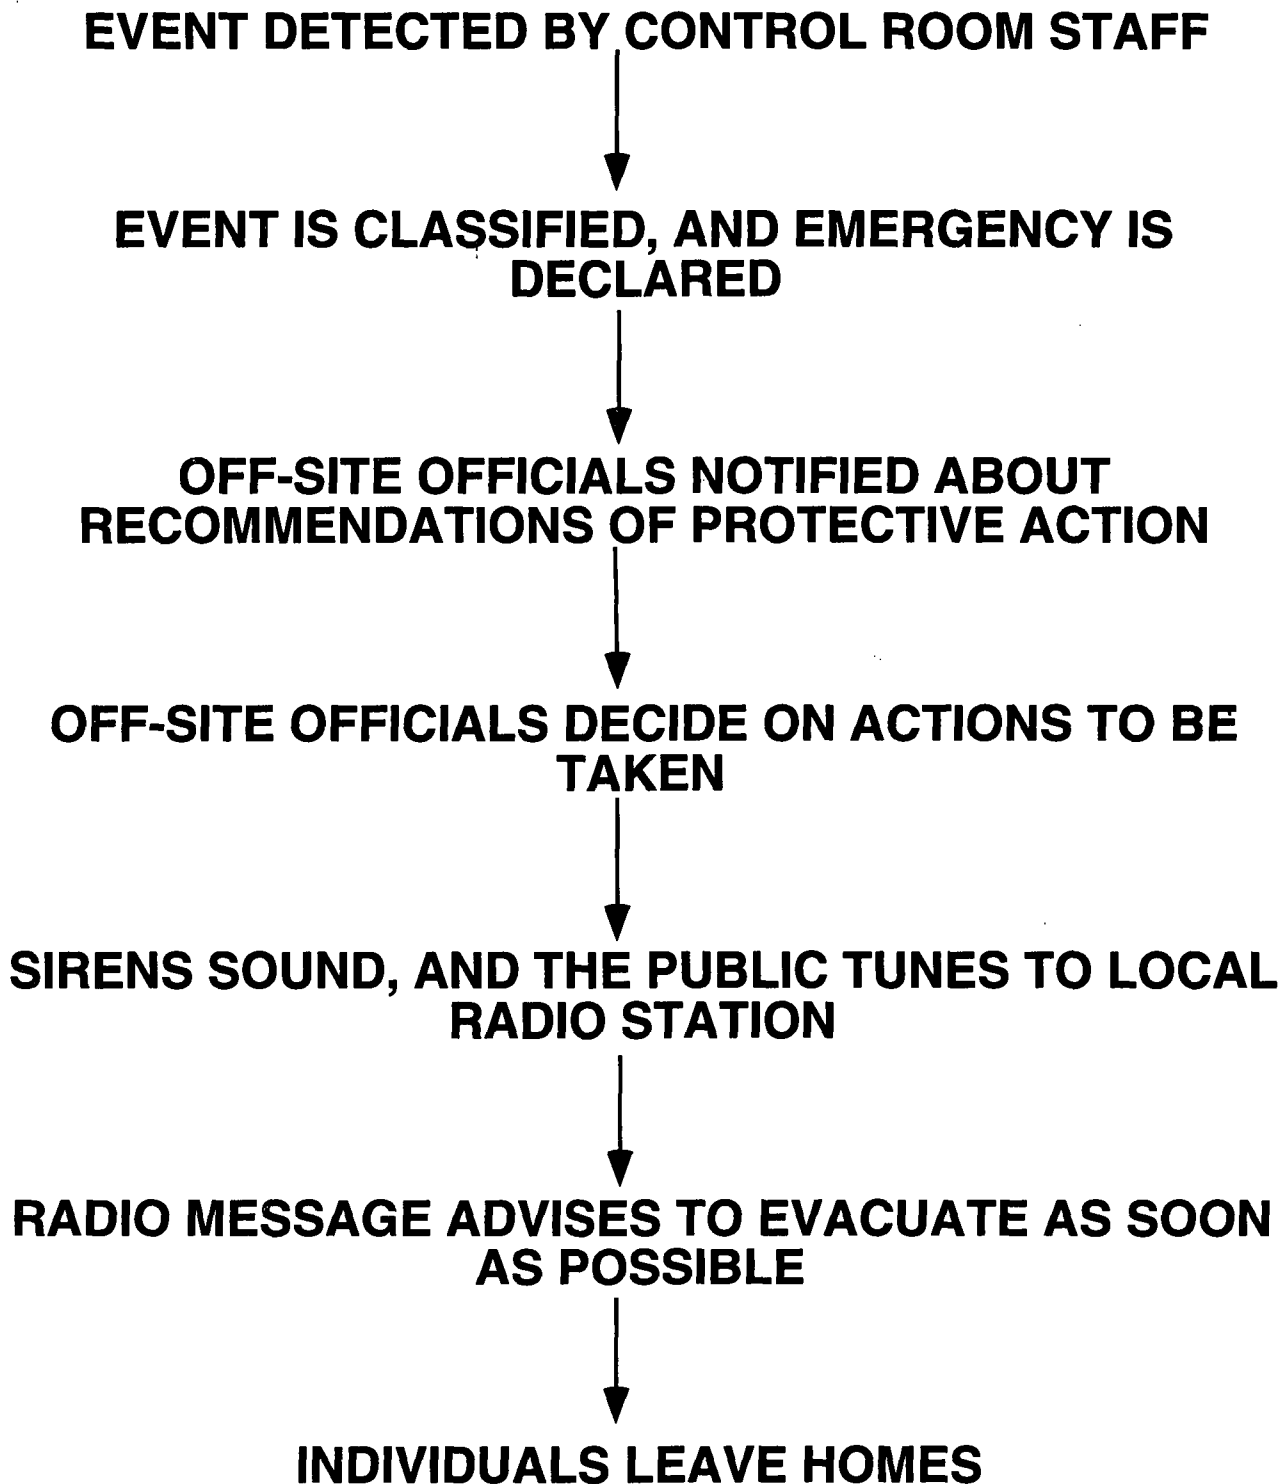 EVENT DETECTED BY CONTROL ROOM STAFF
EVENT IS CLASSIFIED, AND EMERGENCY IS
DECLARED
OFF-SITE OFFICIALS NOTIFIED ABOUT
RECOMMENDATIONS OF PROTECTIVE ACTION
OFF-SITE OFFICIALS DECIDE ON ACTIONS TO BE
TAKEN
SIRENS SOUND, AND THE PUBLIC TUNES TO LOCAL
RADIO STATION
RADIO MESSAGE ADVISES TO EVACUATE AS SOON
AS POSSIBLE
INDIVIDUALS LEAVE HOMES